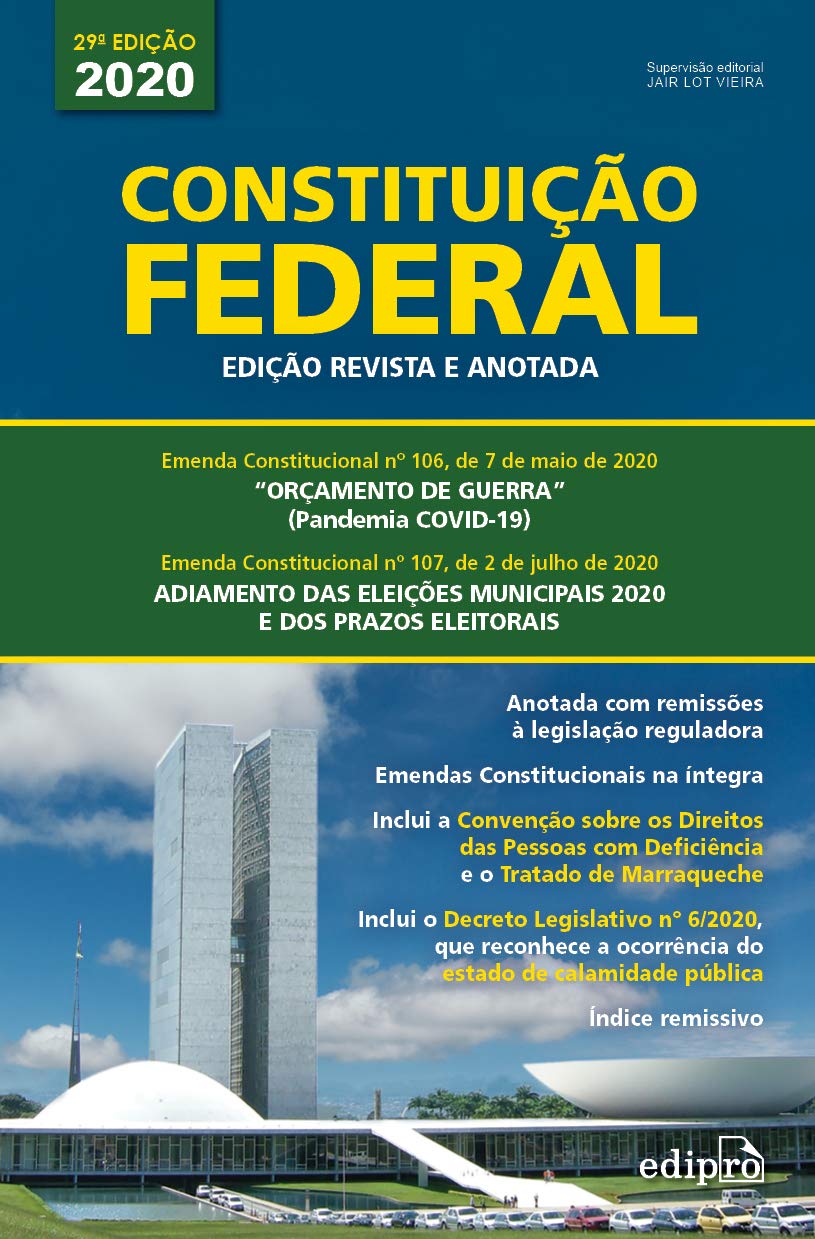 29ª EDIÇÃO
2020
Supervisão editorial
JAIR LOT VIEIRA
CONSTITUIÇÃO
FEDERAL
EDIÇÃO REVISTA E ANOTADA
Emenda Constitucional nº 106, de 7 de maio de 2020
“ORÇAMENTO DE GUERRA”
(Pandemia COVID-19)
Emenda Constitucional nº 107, de 2 de julho de 2020
ADIAMENTO DAS ELEIÇÕES MUNICIPAIS 2020
E DOS PRAZOS ELEITORAIS
Anotada com remissões
à legislação reguladora
Emendas Constitucionais na íntegra
Inclui a Convenção sobre os Direitos
das Pessoas com Deficiência
e o Tratado de Marraqueche
Inclui o Decreto Legislativo nº 6/2020,
que reconhece a ocorrência do
estado de calamidade pública
Índice remissivo
edipro